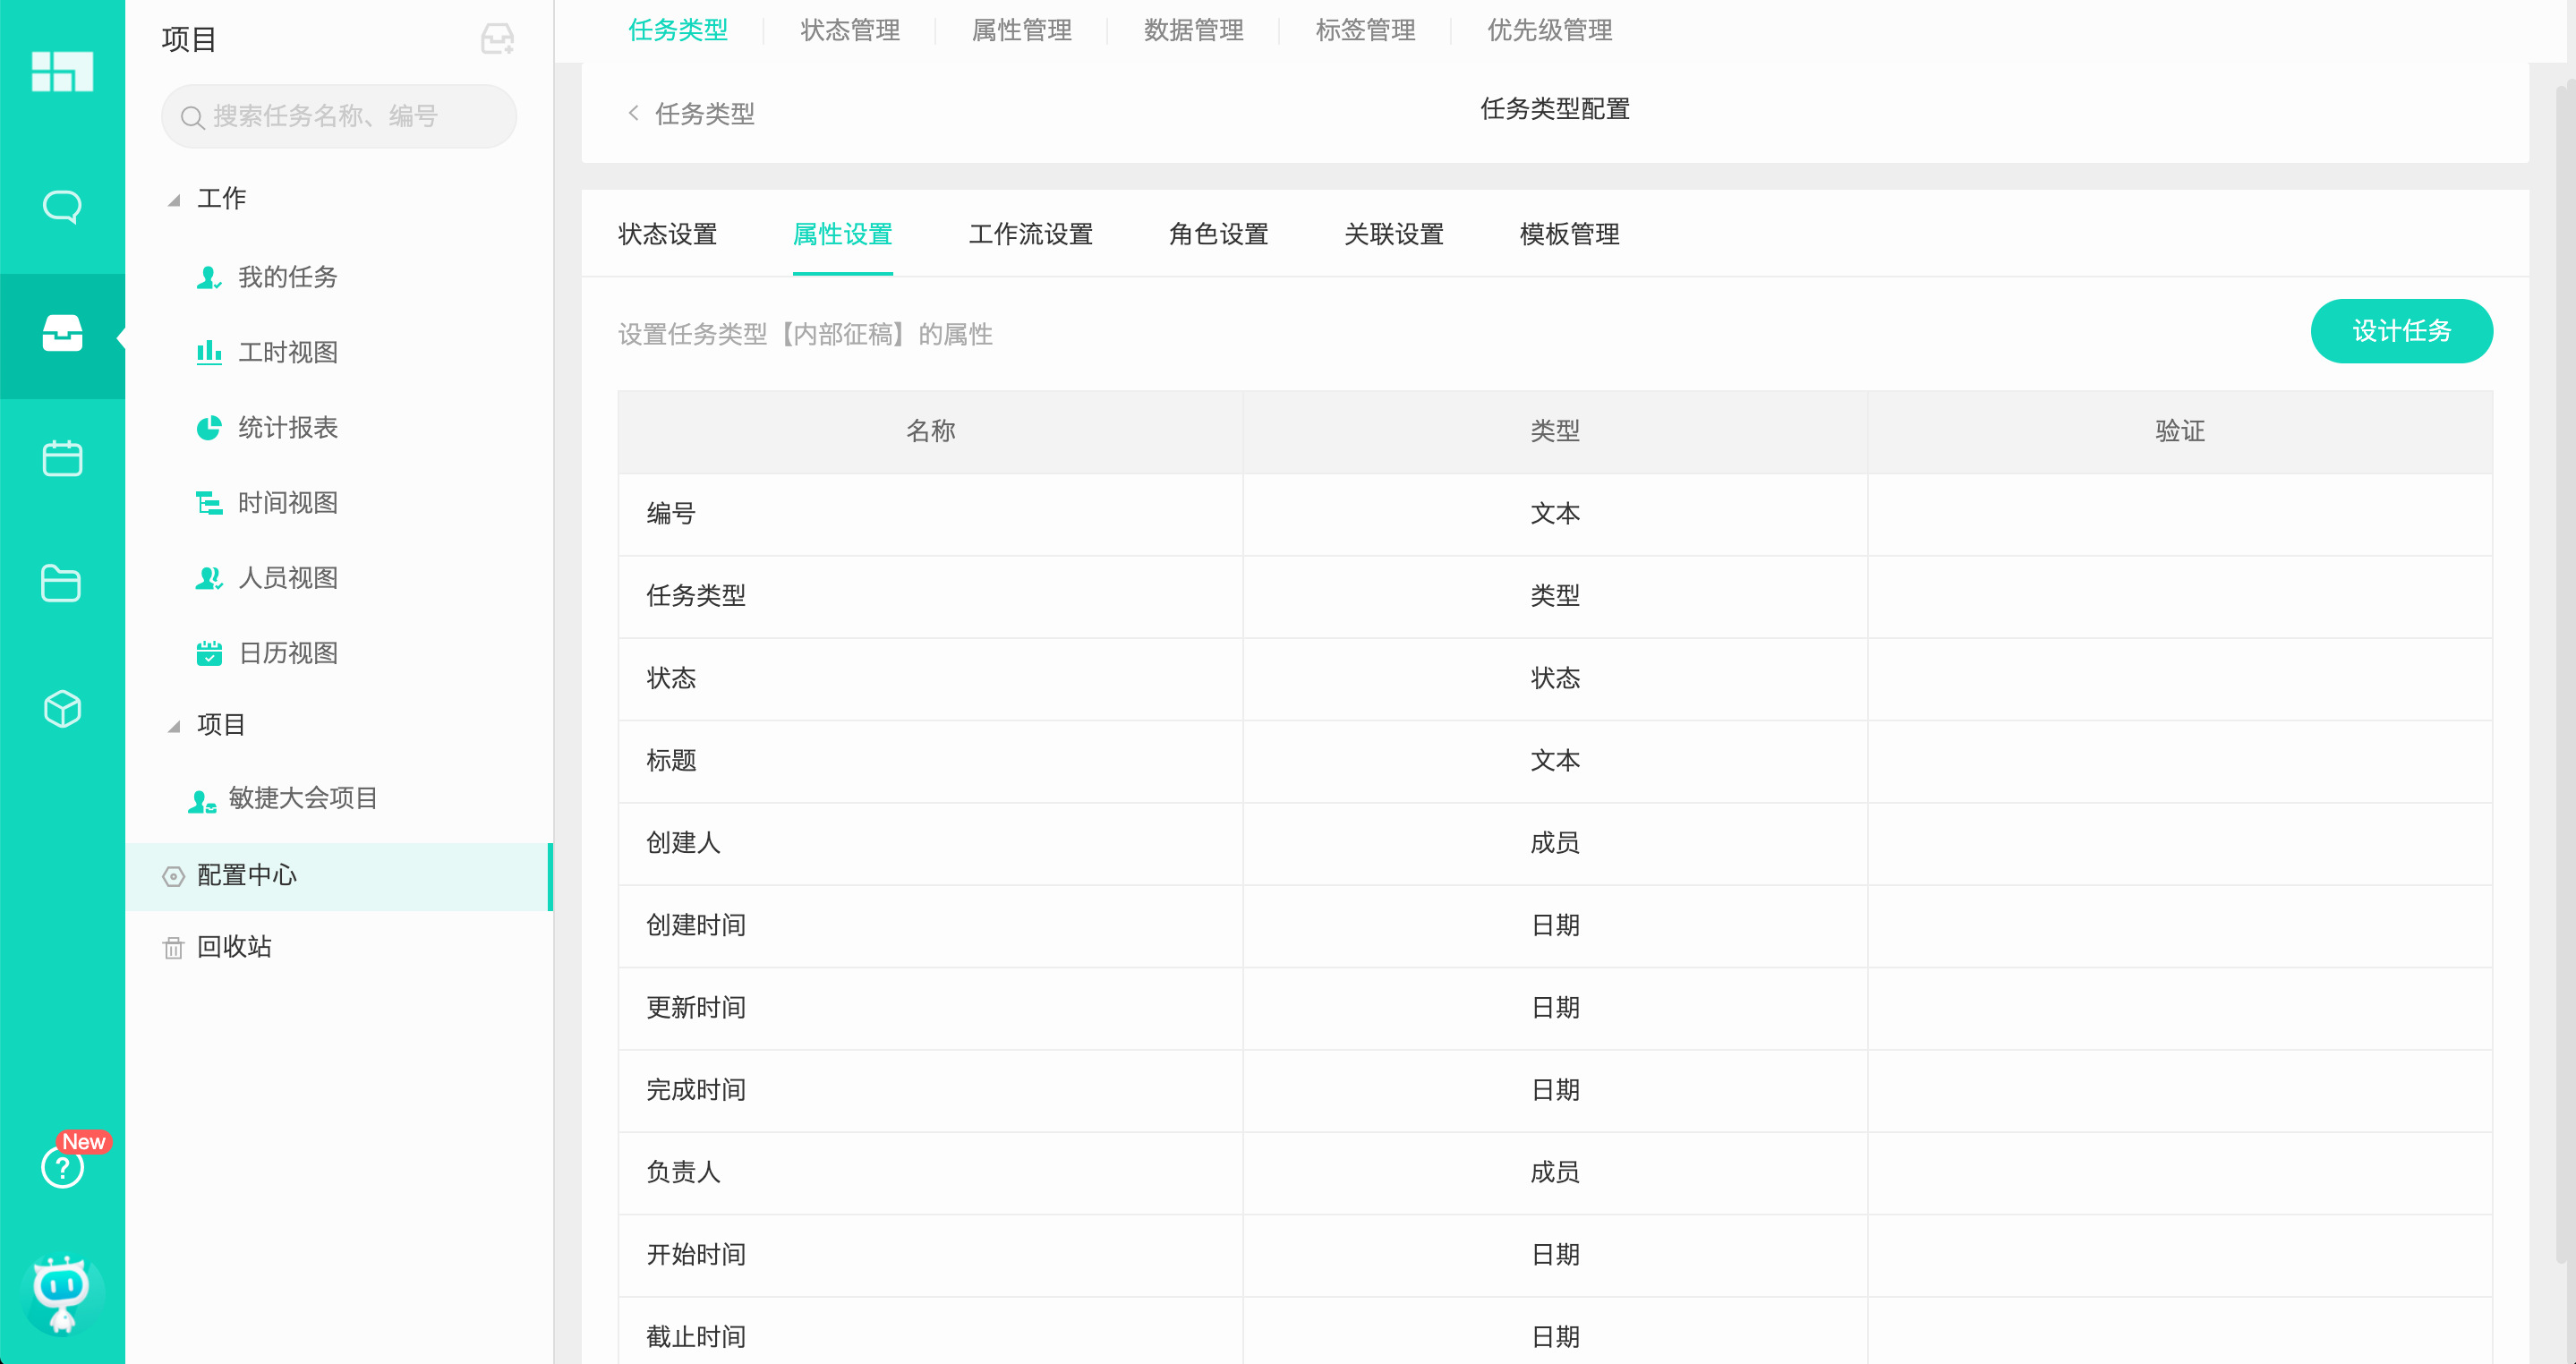 项目
搜索任务名称、编号
工作
我的任务
工时视图
统计报表
时间视图
人员视图
日历视图
项目
敏捷大会项目
配置中心
回收站
New
任务类型 状态管理 属性管理 数据管理 标签管理 优先级管理
任务类型 任务类型配置
状态设置 属性设置 工作流设置 角色设置 关联设置 模板管理
设置任务类型【内部征稿】的属性 设计任务
名称 类型 验证
编号 文本
任务类型 类型
状态 状态
标题 文本
创建人 成员
创建时间 日期
更新时间 日期
完成时间 日期
负责人 成员
开始时间 日期
截止时间 日期